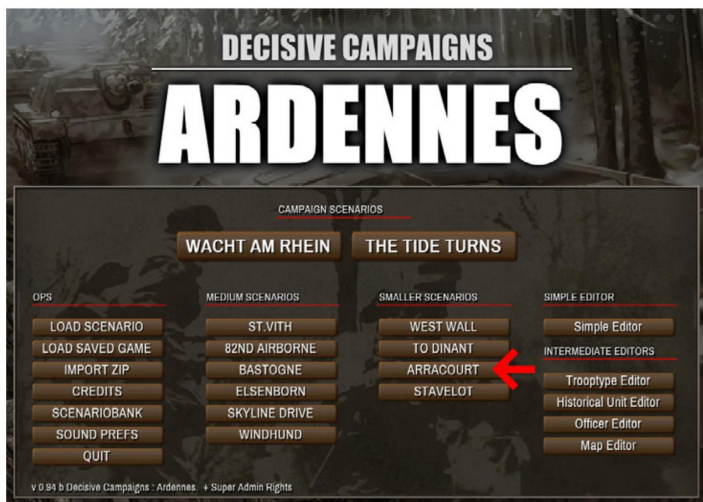 DECISIVE CAMPAIGNS
ARDENNES
CAMPAIGN SCENARIOS
WACHT AM RHEIN
THE TIDE TURNS
OPS
LOAD SCENARIO
LOAD SAVED GAME
IMPORT ZIP
CREDITS
SCENARIOBANK
SOUND PREFS
QUIT
MEDIUM SCENARIOS
ST.VITH
82ND AIRBORNE
BASTOGNE
ELSENBORN
SKYLINE DRIVE
WINDHUND
SMALLER SCENARIOS
WEST WALL
TO DINANT
ARRACOURT
STAVELOT
SIMPLE EDITOR
Simple Editor
INTERMEDIATE EDITORS
Trooptype Editor
Historical Unit Editor
Officer Editor
Map Editor
v 0.94 b Decisive Campaigns : Ardennes. + Super Admin Rights